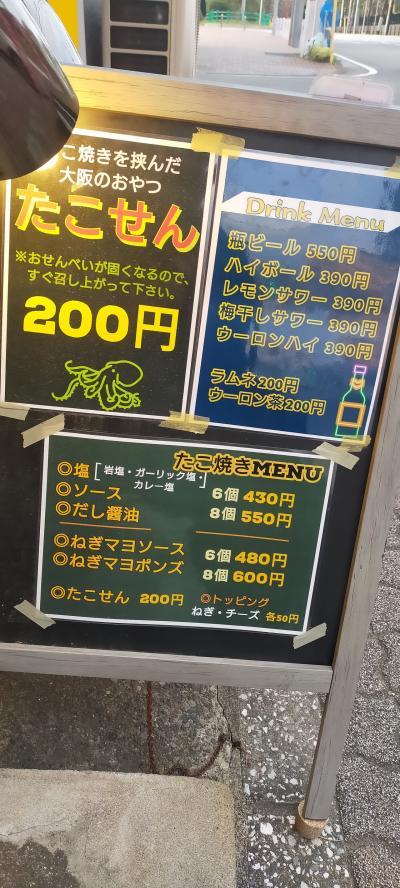 こ焼きを挟んだ
大阪のおやつ
たこせん
※おせんべいが固くなるので、
すぐ召し上がって下さい。
200円
Drink Menu
瓶ビール 550円
ハイボール 390円
レモンサワー 390円
梅干しサワー 390円
ウーロンハイ 390円
ラムネ 200円
ウーロン茶 200円
たこ焼きMENU
◎塩[岩塩・ガーリック塩・
カレー塩]
◎ソース 6個 430円
◎だし醤油 8個 550円
◎ねぎマヨソース 6個 480円
◎ねぎマヨポンズ 8個 600円
◎たこせん 200円 ◎トッピング
ねぎ・チーズ 各50円